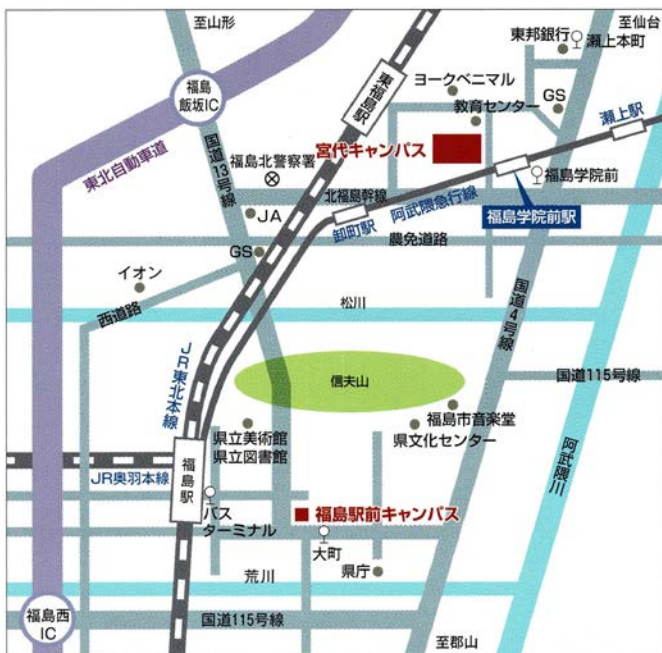 至山形
至仙台
東邦銀行
瀬上本町
福島
飯坂IC
東福島駅
ヨークベニマル
教育センター
GS
瀬上駅
東北自動車道
国道13号線
福島北警察署
宮代キャンパス
福島学院前
北福島幹線
阿武隈急行線
福島学院前駅
JA
卸町駅
農免道路
GS
イオン
西道路
松川
国道4号線
JR東北本線
信夫山
国道115号線
福島市音楽堂
県文化センター
県立美術館
県立図書館
阿武隈川
福島駅
JR奥羽本線
バス
ターミナル
福島駅前キャンパス
大町
県庁
荒川
福島西
IC
国道115号線
至郡山